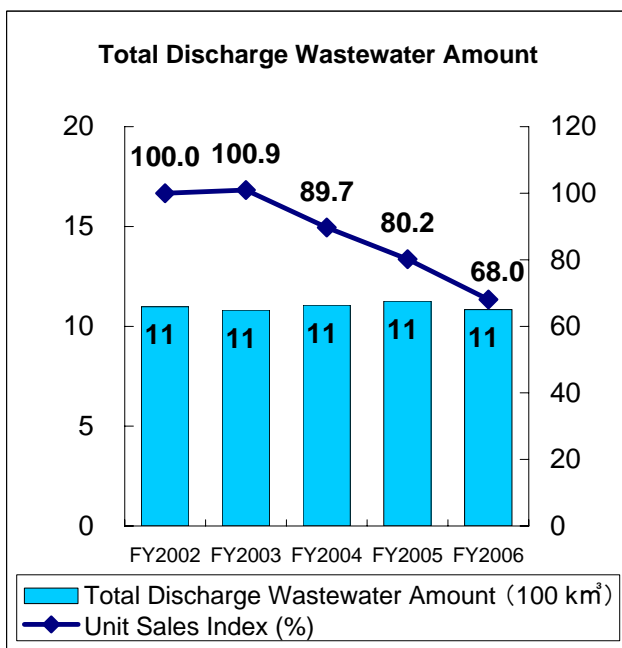 Total Discharge Wastewater Amount
20 120
100.0 100.9
15 100
89.7
80.2
80
68.0
10 60
11 11 11 11 11
40
5
20
0 0
FY2002 FY2003 FY2004 FY2005 FY2006
Total Discharge Wastewater Amount（100 km³）
Unit Sales Index (%)